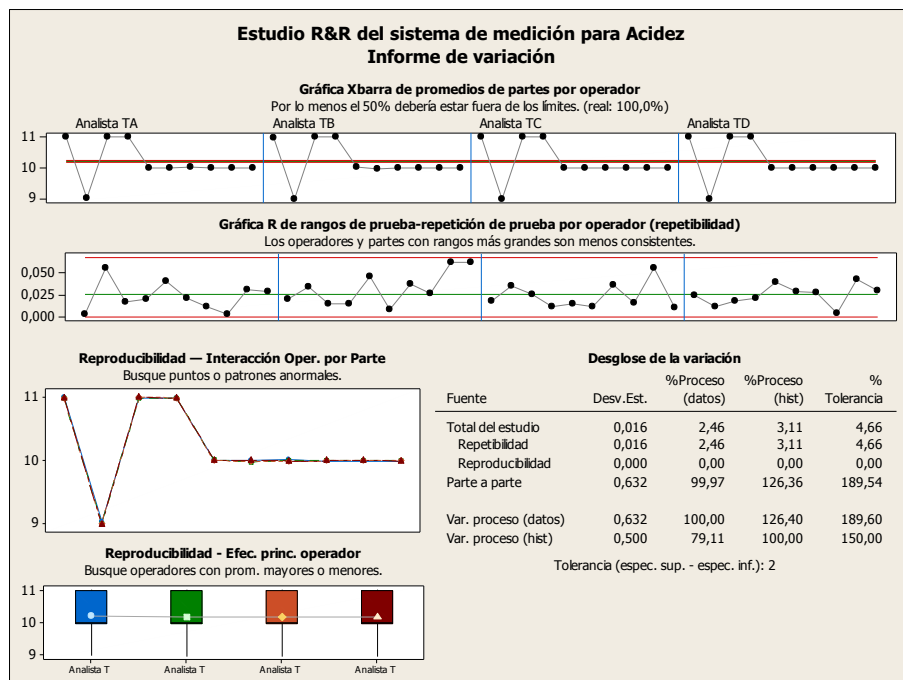 Estudio R&R del sistema de medición para Acidez
Informe de variación
Gráfica Xbarra de promedios de partes por operador
Por lo menos el 50% debería estar fuera de los límites. (real: 100,0%)
Analista TA Analista TB Analista TC Analista TD
11
10
9
Gráfica R de rangos de prueba-repetición de prueba por operador (repetibilidad)
Los operadores y partes con rangos más grandes son menos consistentes.
0,050
0,025
0,000
Reproducibilidad — Interacción Oper. por Parte
Busque puntos o patrones anormales.
11
10
9
Reproducibilidad - Efec. princ. operador
Busque operadores con prom. mayores o menores.
11
10
9
Analista T Analista T Analista T Analista T
Desglose de la variación
%Proceso %Proceso %
Fuente Desv.Est. (datos) (hist) Tolerancia
Total del estudio 0,016 2,46 3,11 4,66
Repetibilidad 0,016 2,46 3,11 4,66
Reproducibilidad 0,000 0,00 0,00 0,00
Parte a parte 0,632 99,97 126,36 189,54
Var. proceso (datos) 0,632 100,00 126,40 189,60
Var. proceso (hist) 0,500 79,11 100,00 150,00
Tolerancia (espec. sup. - espec. inf.): 2